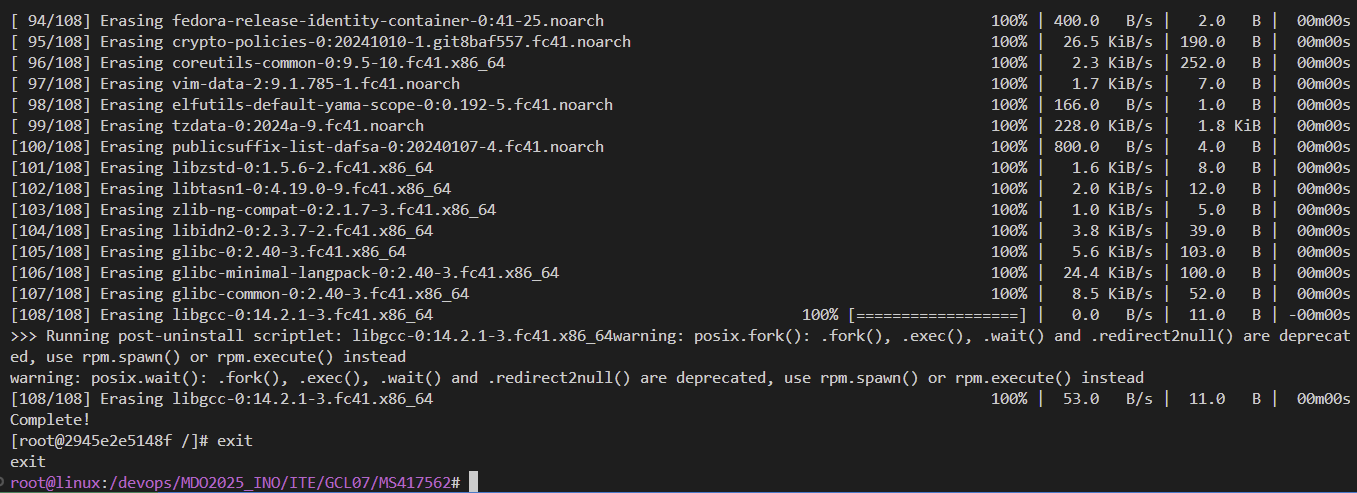 [ 94/108] Erasing fedora-release-identity-container-0:41-25.noarch 100% | 400.0 B/s | 2.0 B | 00m00s
[ 95/108] Erasing crypto-policies-0:20241010-1.git8baf557.fc41.noarch 100% | 26.5 KiB/s | 190.0 B | 00m00s
[ 96/108] Erasing coreutils-common-0:9.5-10.fc41.x86_64 100% | 2.3 KiB/s | 252.0 B | 00m00s
[ 97/108] Erasing vim-data-2:9.1.785-1.fc41.noarch 100% | 1.7 KiB/s | 7.0 B | 00m00s
[ 98/108] Erasing elfutils-default-yama-scope-0:0.192-5.fc41.noarch 100% | 166.0 B/s | 1.0 B | 00m00s
[ 99/108] Erasing tzdata-0:2024a-9.fc41.noarch 100% | 228.0 KiB/s | 1.8 KiB | 00m00s
[100/108] Erasing publicsuffix-list-dafsa-0:20240107-4.fc41.noarch 100% | 800.0 B/s | 4.0 B | 00m00s
[101/108] Erasing libzstd-0:1.5.6-2.fc41.x86_64 100% | 1.6 KiB/s | 8.0 B | 00m00s
[102/108] Erasing libtasn1-0:4.19.0-9.fc41.x86_64 100% | 2.0 KiB/s | 12.0 B | 00m00s
[103/108] Erasing zlib-ng-compat-0:2.1.7-3.fc41.x86_64 100% | 1.0 KiB/s | 5.0 B | 00m00s
[104/108] Erasing libidn2-0:2.3.7-2.fc41.x86_64 100% | 3.8 KiB/s | 39.0 B | 00m00s
[105/108] Erasing glibc-0:2.40-3.fc41.x86_64 100% | 5.6 KiB/s | 103.0 B | 00m00s
[106/108] Erasing glibc-minimal-langpack-0:2.40-3.fc41.x86_64 100% | 24.4 KiB/s | 100.0 B | 00m00s
[107/108] Erasing glibc-common-0:2.40-3.fc41.x86_64 100% | 8.5 KiB/s | 52.0 B | 00m00s
[108/108] Erasing libgcc-0:14.2.1-3.fc41.x86_64 100% [==================] | 0.0 B/s | 11.0 B | -00m00s
>>> Running post-uninstall scriptlet: libgcc-0:14.2.1-3.fc41.x86_64warning: posix.fork(): .fork(), .exec(), .wait() and .redirect2null() are deprecat
ed, use rpm.spawn() or rpm.execute() instead
warning: posix.wait(): .fork(), .exec(), .wait() and .redirect2null() are deprecated, use rpm.spawn() or rpm.execute() instead
[108/108] Erasing libgcc-0:14.2.1-3.fc41.x86_64 100% | 53.0 B/s | 11.0 B | 00m00s
Complete!
[root@2945e2e5148f /]# exit
exit
root@linux:/devops/MDO2025_INO/ITE/GCL07/MS417562#